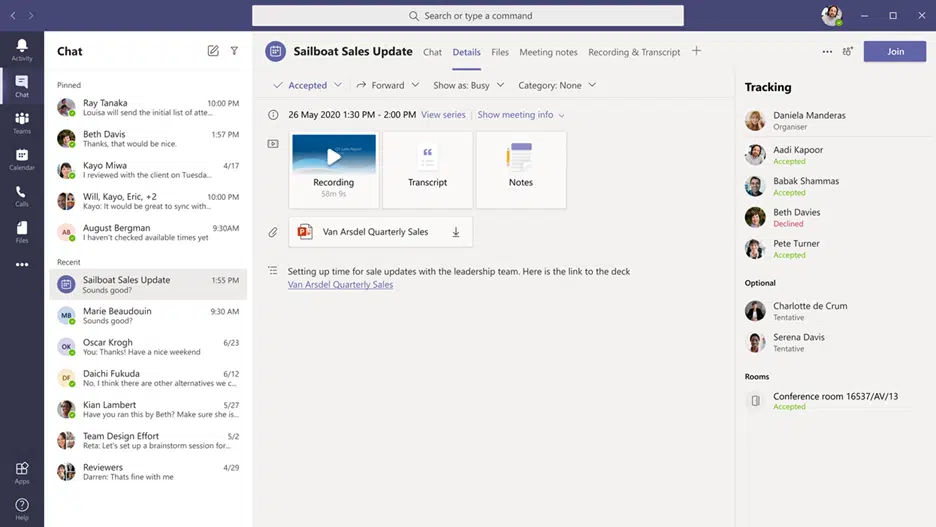 Search or type a command
Activity
Chat
Teams
Calendar
Calls
Files
Apps
Help
Chat
Pinned
Ray Tanaka 10:00 PM
Louisa will send the initial list of atte...
Beth Davis 1:57 PM
Thanks, that would be nice.
Kayo Miwa 4/17
I reviewed with the client on Tuesda...
Will, Kayo, Eric, +2 10:00 PM
Kayo: It would be great to sync with...
AB
August Bergman 9:30AM
I haven't checked available times yet
Recent
Sailboat Sales Update 1:55 PM
Sounds good?
MB
Marie Beaudouin 9:30 AM
Sounds good?
OK
Oscar Krogh 6/23
You: Thanks! Have a nice weekend
DF
Daichi Fukuda 6/12
No, I think there are other alternatives we c...
Kian Lambert 5/27
Have you ran this by Beth? Make sure she is...
Team Design Effort 5/2
Reta: Let's set up a brainstorm session for...
Reviewers 4/29
Darren: Thats fine with me
Sailboat Sales Update Chat Details Files Meeting notes Recording & Transcript
Join
Accepted Forward Show as: Busy Category: None
26 May 2020 1:30 PM - 2:00 PM View series Show meeting info
Recording
58m 9s
Transcript
Notes
Van Arsdel Quarterly Sales
Setting up time for sale updates with the leadership team. Here is the link to the deck
Van Arsdel Quarterly Sales
Tracking
Daniela Manderas
Organiser
Aadi Kapoor
Accepted
Babak Shammas
Accepted
Beth Davies
Declined
Pete Turner
Accepted
Optional
Charlotte de Crum
Tentative
Serena Davis
Tentative
Rooms
Conference room 16537/AV/13
Accepted